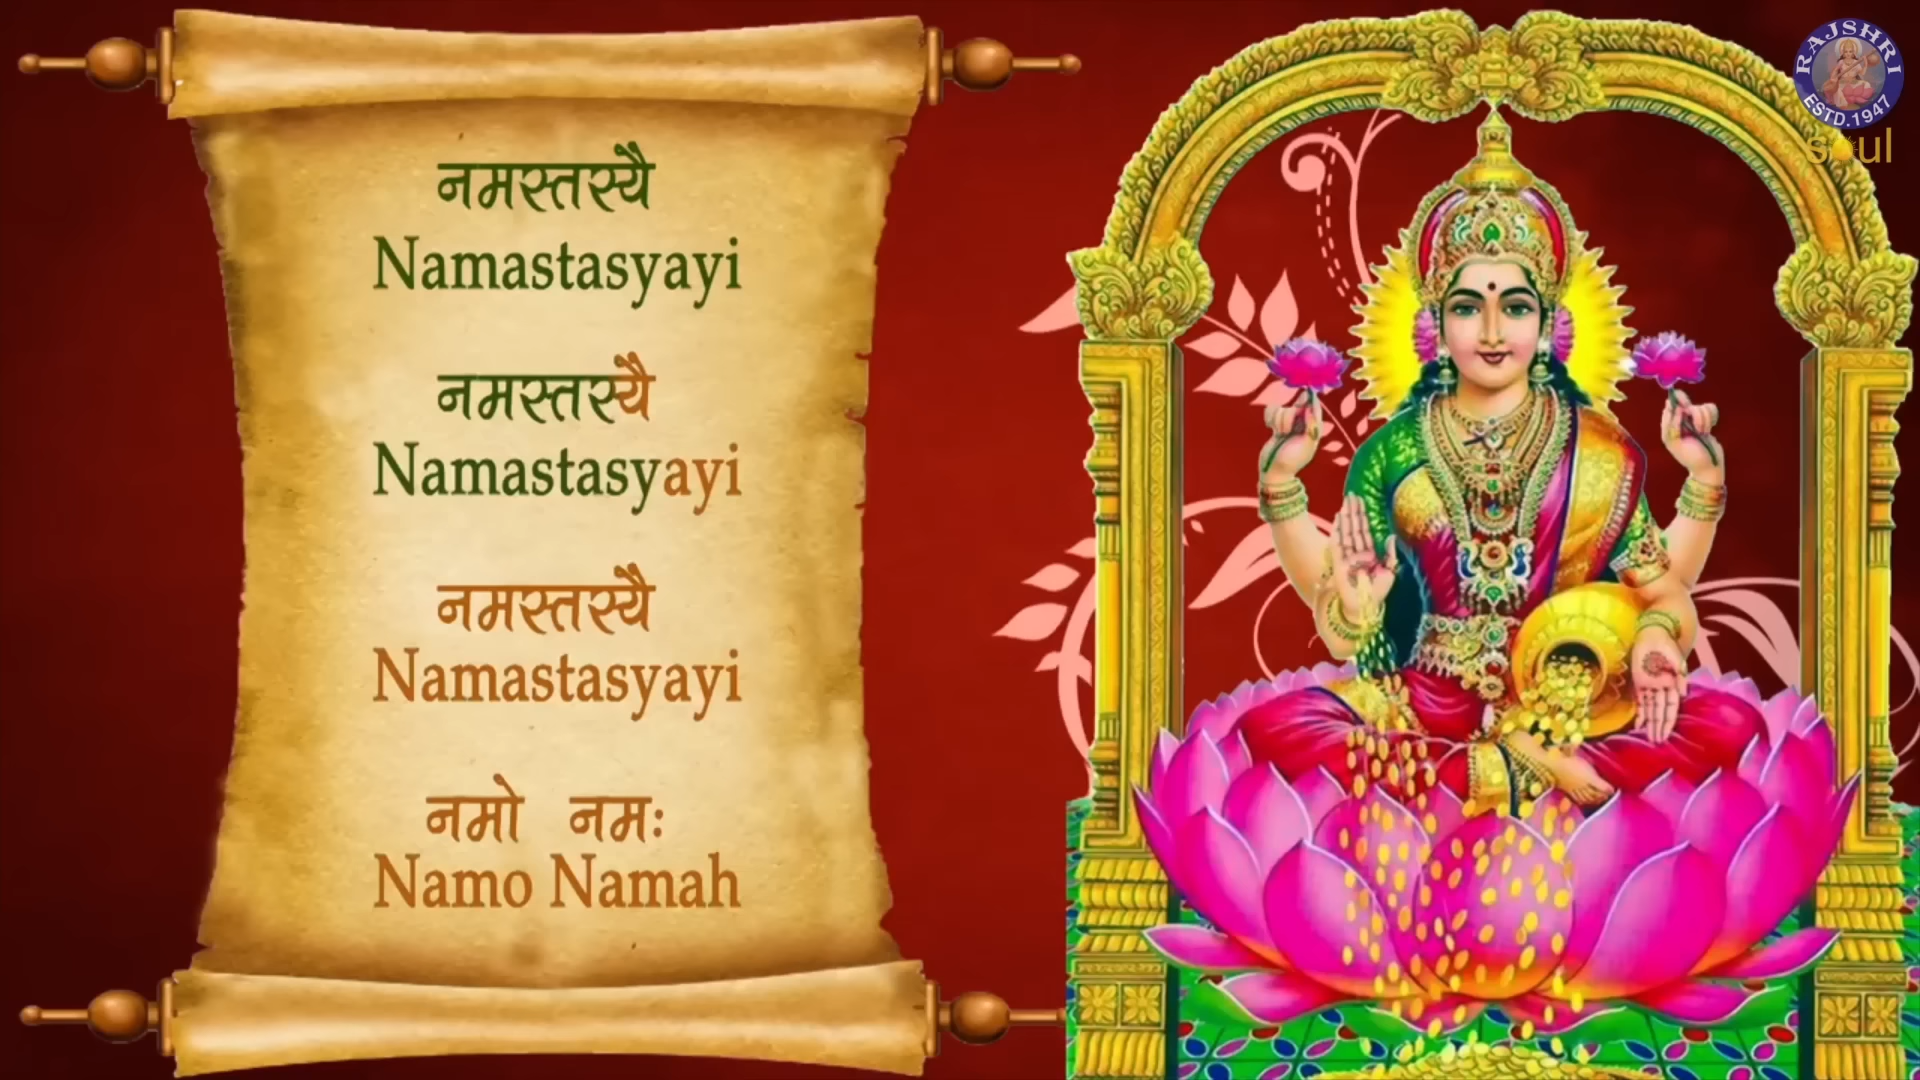 नमस्तस्यै
Namastasyayi
नमस्तस्यै
Namastasyayi
नमस्तस्यै
Namastasyayi
नमो नमः
Namo Namah
RAJSHRI
ESTD.1947
soul